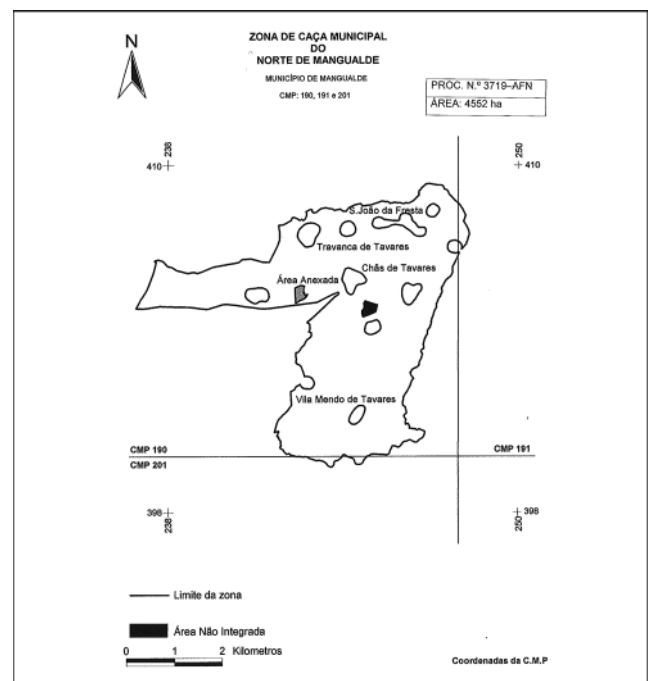 N
ZONA DE CAÇA MUNICIPAL
DO
NORTE DE MANGUALDE
MUNICÍPIO DE MANGUALDE
CMP: 190, 191 e 201
PROC. N.º 3719–AFN
ÁREA: 4552 ha
238
410
250
410
S.João da Fresta
Travanca de Tavares
Chãs de Tavares
Área Anexada
Vila Mendo de Tavares
CMP 190
CMP 191
CMP 201
398
238
398
250
Limite da zona
Área Não Integrada
0 1 2 Kilometros
Coordenadas da C.M.P